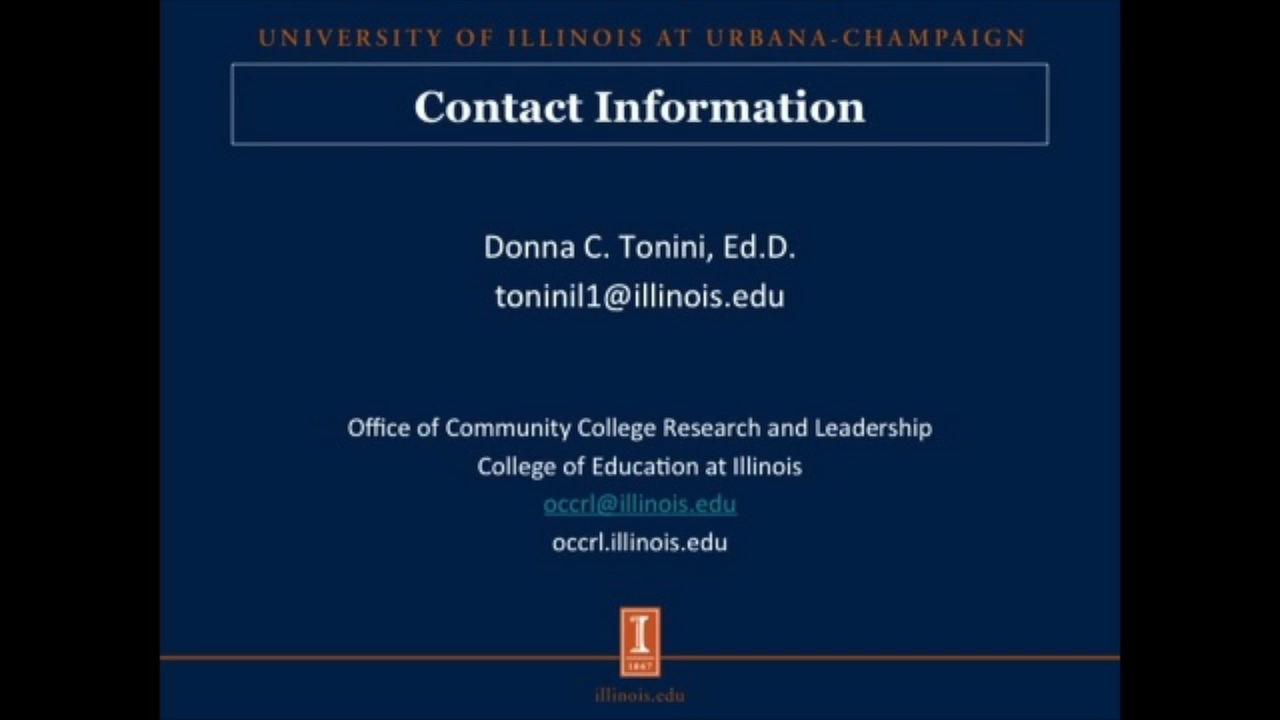 UNIVERSITY OF ILLINOIS AT URBANA-CHAMPAIGN
Contact Information
Donna C. Tonini, Ed.D.
toninil1@illinois.edu
Office of Community College Research and Leadership
College of Education at Illinois
occrl@illinois.edu
occrl.illinois.edu
I
1867
illinois.edu